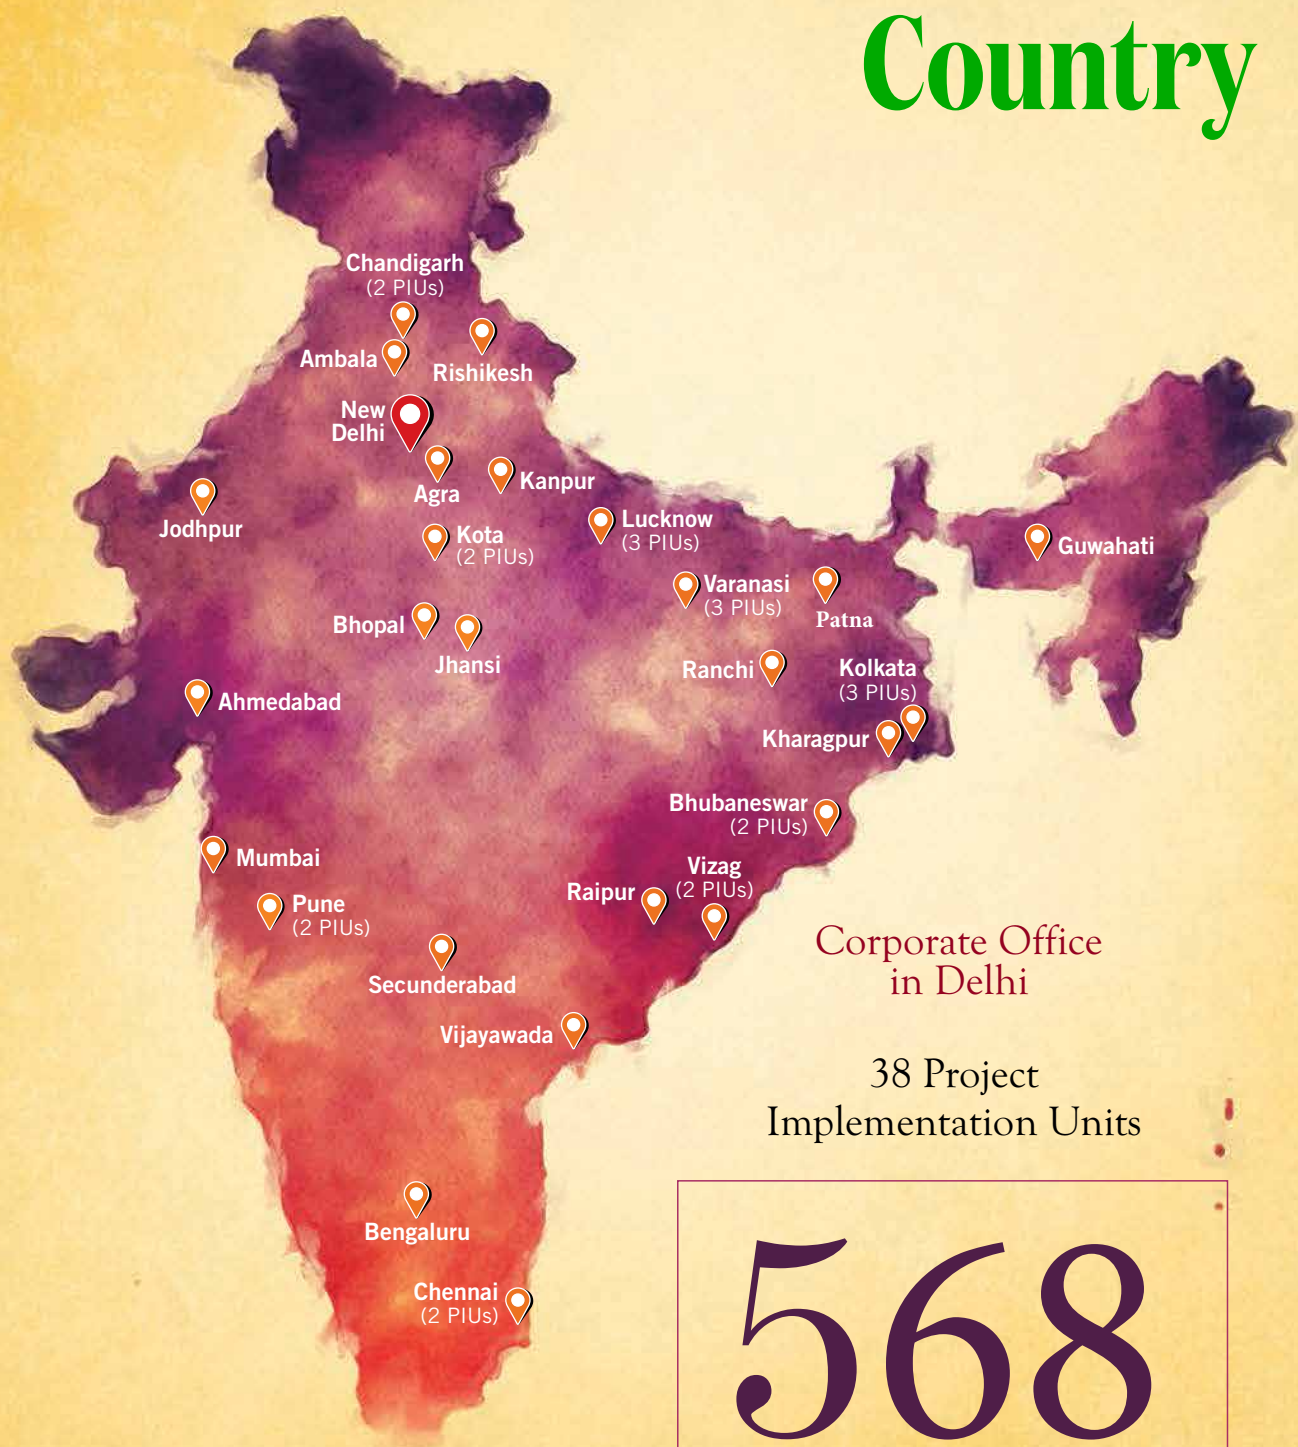 Country
Chandigarh
(2 PIUs)
Ambala
Rishikesh
New
Delhi
Agra
Kanpur
Jodhpur
Kota
(2 PIUs)
Lucknow
(3 PIUs)
Guwahati
Varanasi
(3 PIUs)
Patna
Bhopal
Jhansi
Ranchi
Kolkata
(3 PIUs)
Ahmedabad
Kharagpur
Bhubaneswar
(2 PIUs)
Mumbai
Vizag
(2 PIUs)
Raipur
Pune
(2 PIUs)
Secunderabad
Vijayawada
Corporate Office
in Delhi
38 Project
Implementation Units
Bengaluru
Chennai
(2 PIUs)
568